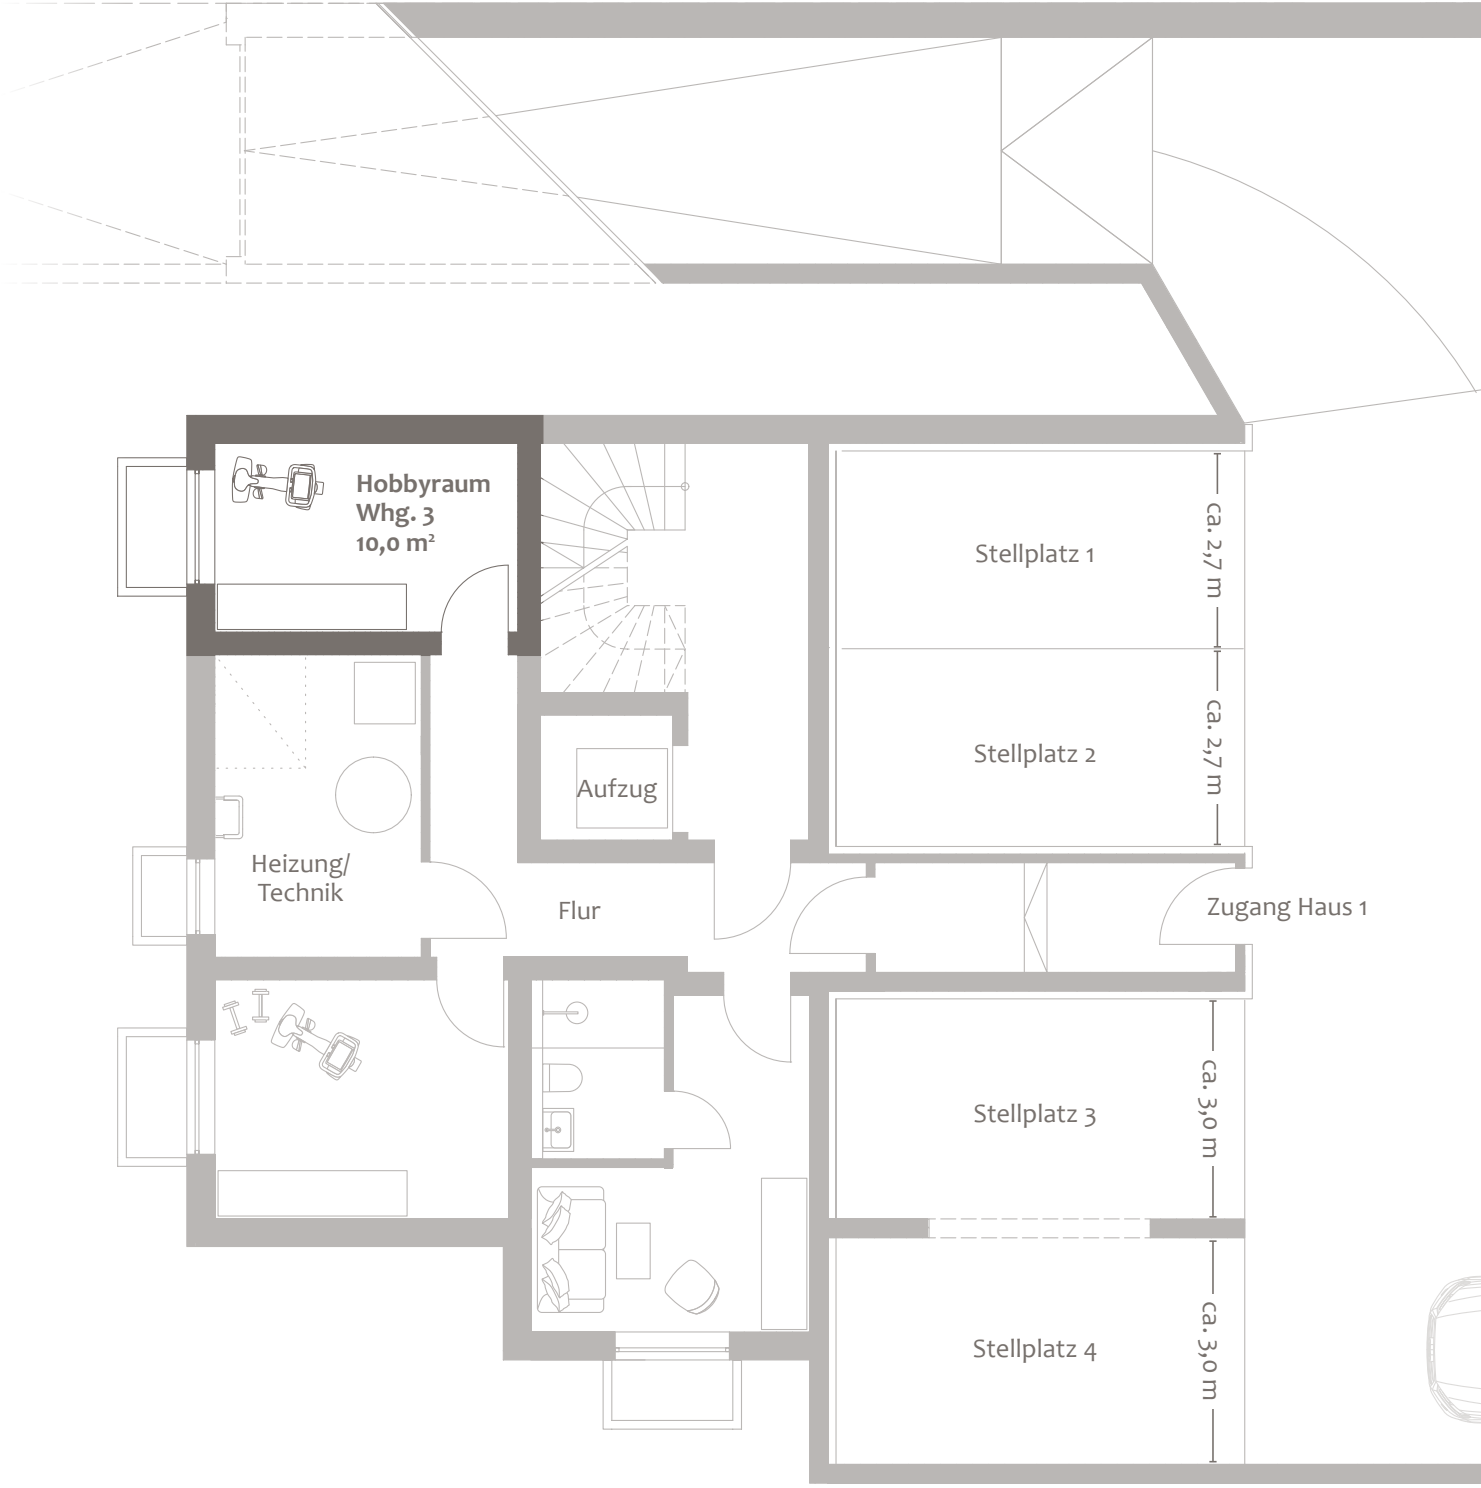 Hobbyraum
Whg. 3
10,0 m²
Stellplatz 1
ca. 2,7 m
Stellplatz 2
ca. 2,7 m
Aufzug
Heizung/
Technik
Flur
Zugang Haus 1
Stellplatz 3
ca. 3,0 m
Stellplatz 4
ca. 3,0 m